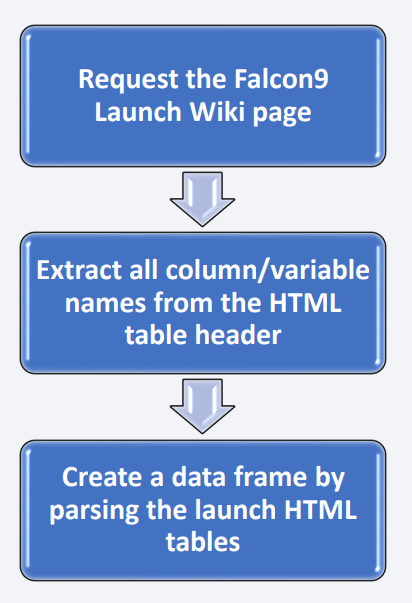 Request the Falcon9
Launch Wiki page
Extract all column/variable
names from the HTML
table header
Create a data frame by
parsing the launch HTML
tables